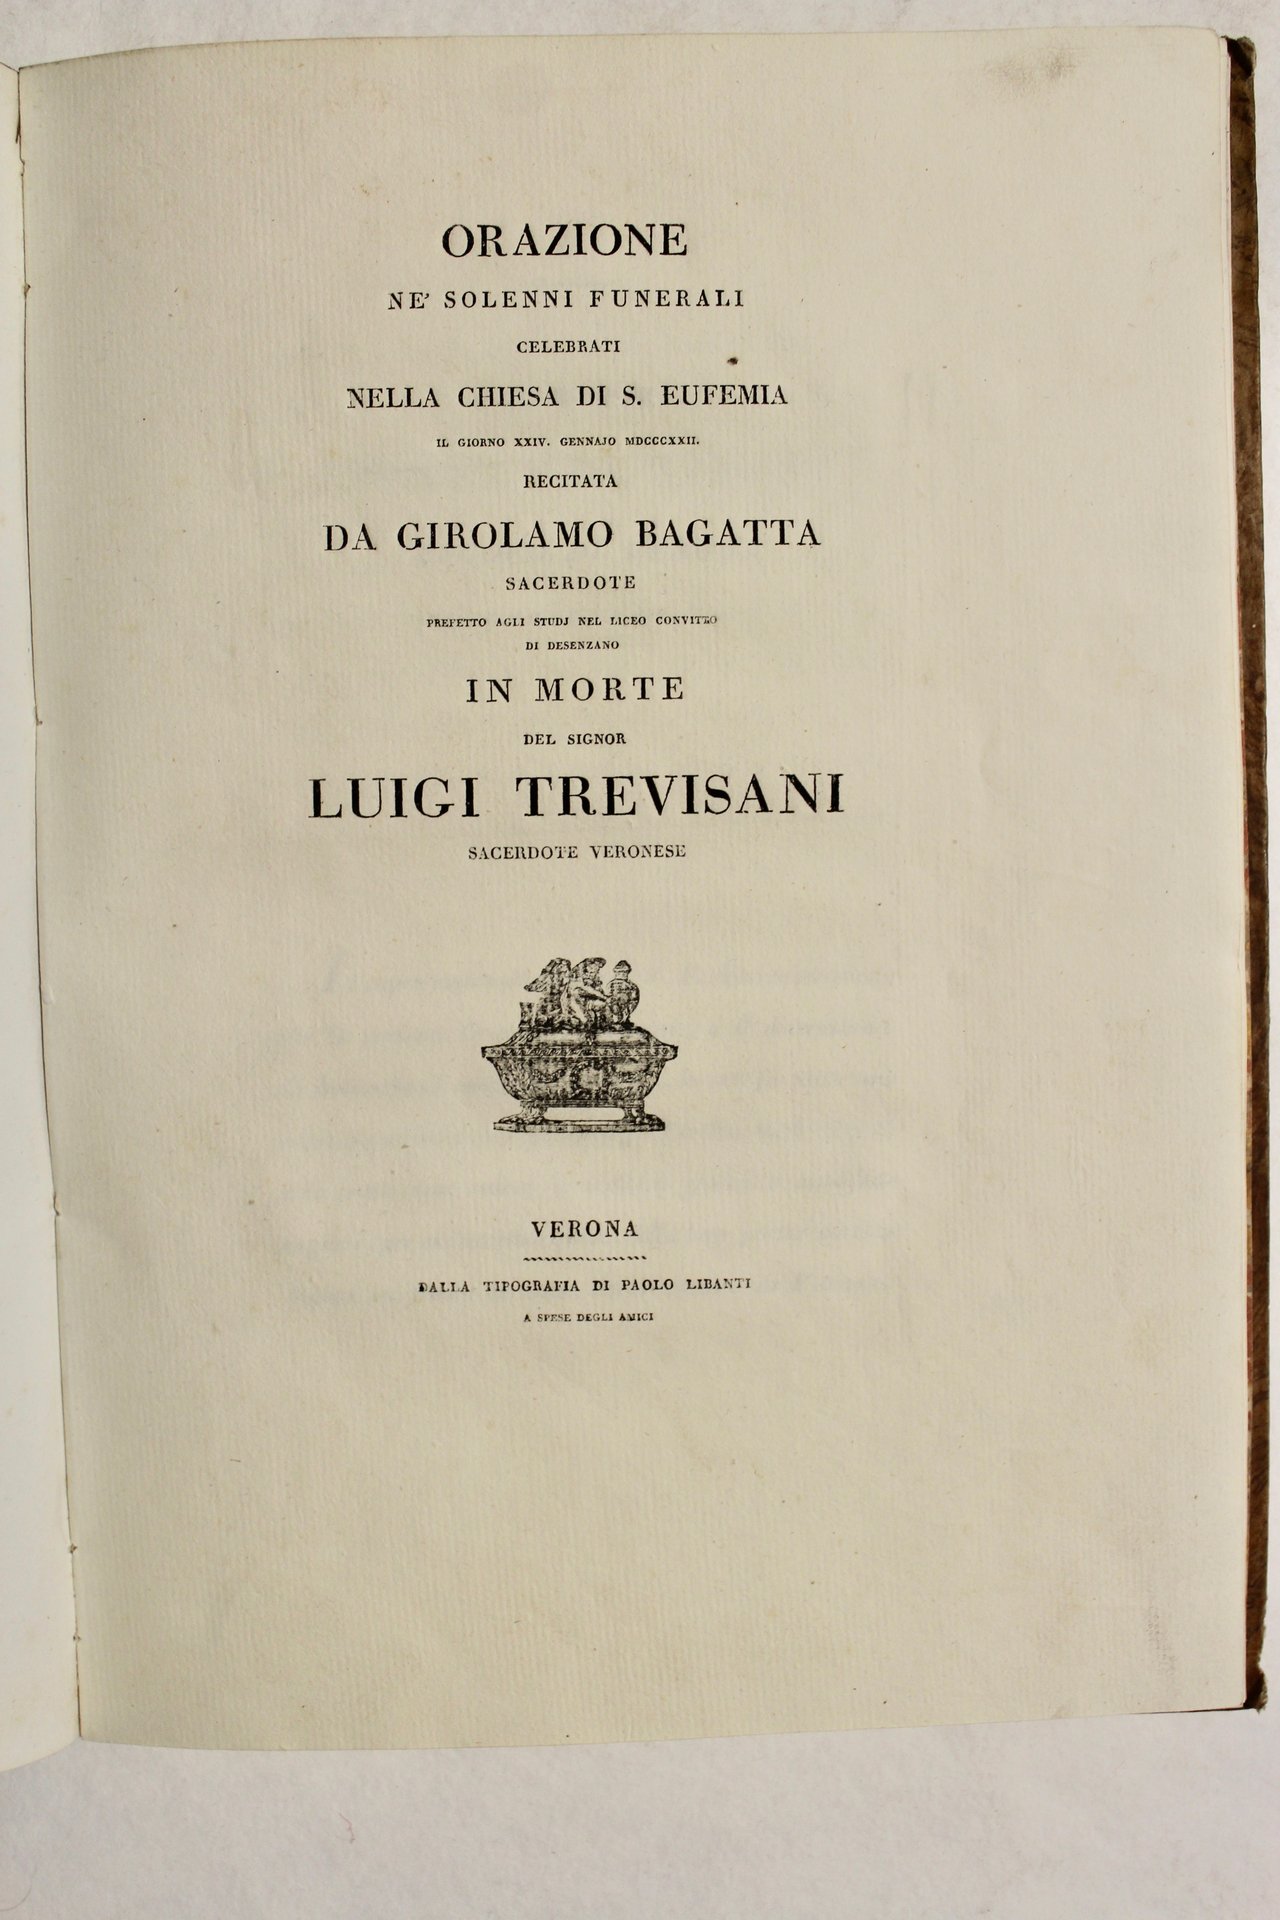 ORAZIONE
NE' SOLENNI FUNERALI
CELEBRATI
NELLA CHIESA DI S. EUFEMIA
IL GIORNO XXIV. GENNAJO MDCCCXXII.
RECITATA
DA GIROLAMO BAGATTA
SACERDOTE
PREFETTO AGLI STUDJ NEL LICEO CONVITTO
DI DESENZANO
IN MORTE
DEL SIGNOR
LUIGI TREVISANI
SACERDOTE VERONESE
VERONA
DALLA TIPOGRAFIA DI PAOLO LIBANTI
A SPESE DEGLI AMICI